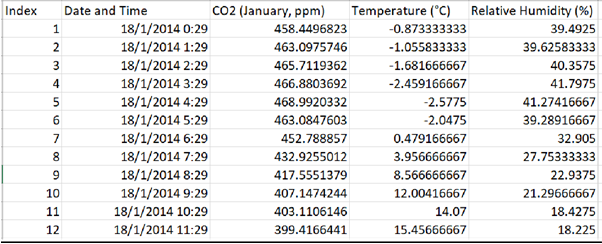 Index Date and Time CO2 (January, ppm) Temperature (°C) Relative Humidity (%)
1 18/1/2014 0:29 458.4496823 -0.873333333 39.4925
2 18/1/2014 1:29 463.0975746 -1.055833333 39.62583333
3 18/1/2014 2:29 465.7119362 -1.681666667 40.3575
4 18/1/2014 3:29 466.8803692 -2.459166667 41.7975
5 18/1/2014 4:29 468.9920332 -2.5775 41.27416667
6 18/1/2014 5:29 463.0847603 -2.0475 39.28916667
7 18/1/2014 6:29 452.788857 0.479166667 32.905
8 18/1/2014 7:29 432.9255012 3.956666667 27.75333333
9 18/1/2014 8:29 417.5551379 8.566666667 22.9375
10 18/1/2014 9:29 407.1474244 12.00416667 21.29666667
11 18/1/2014 10:29 403.1106146 14.07 18.4275
12 18/1/2014 11:29 399.4166441 15.45666667 18.225